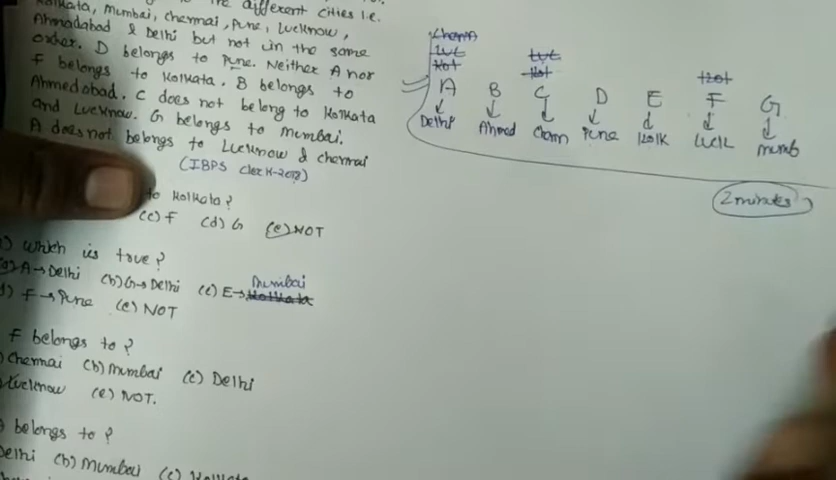 the different cities i.e.
Kolkata, Mumbai, Chennai, Pune, Lucknow,
Ahmadabad & Delhi but not in the same
order. D belongs to Pune. Neither A nor
F belongs to Kolkata. B belongs to
Ahmedabad. C does not belong to Kolkata
and Lucknow. G belongs to Mumbai.
A does not belongs to Lucknow & Chennai
(IBPS Clerk-
to Kolkata?
(c) F (d) G (e) NOT
which is true?
(a) A→Delhi (b) G→Delhi (c) E→ Mumbai Kolkata
(d) F→Pune (e) NOT
F belongs to?
Chennai (b) Mumbai (c) Delhi
Lucknow (e) NOT.
belongs to?
Delhi (b) Mumbai (c) Kolkata
Luc Luc
Kol Kol Kol
A B C D E F G
Delhi Ahmed Chenn Pune Kolk Luck Mumb
2 minutes